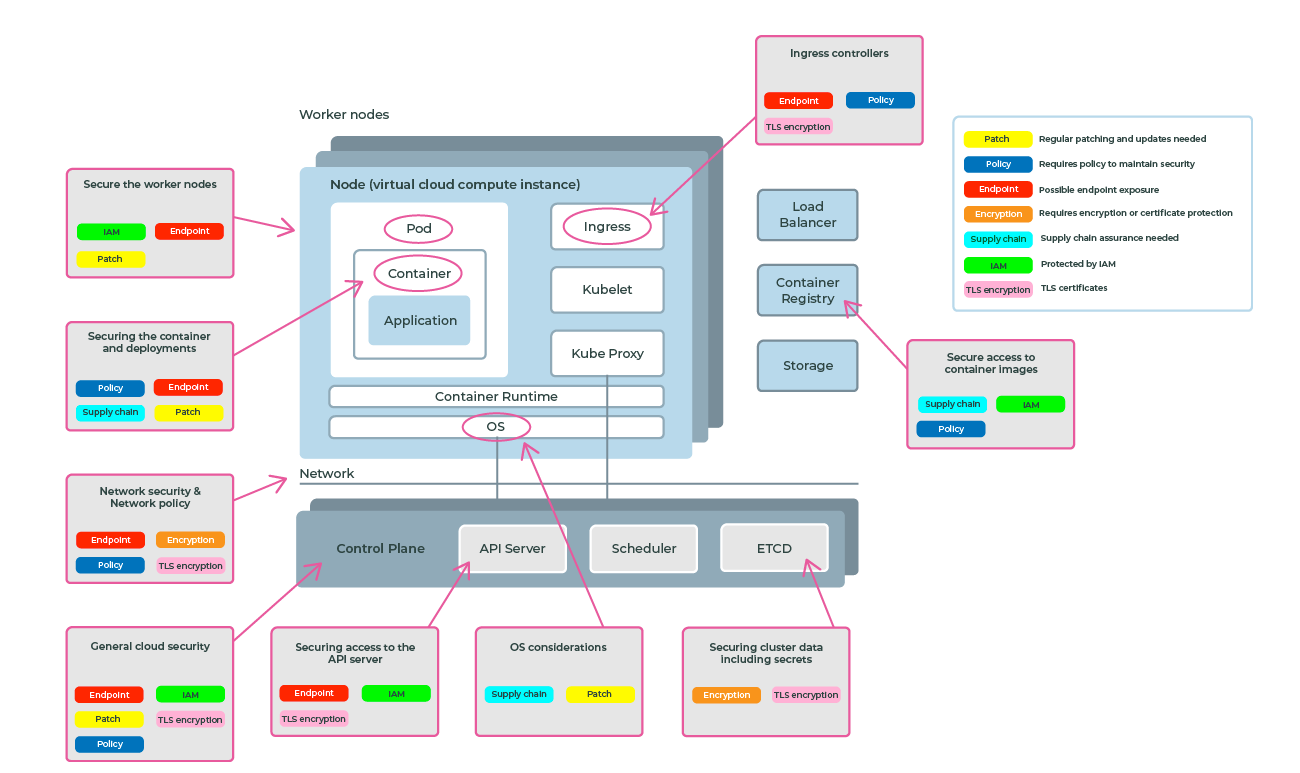 Ingress controllers
Endpoint
Policy
TLS encryption
Worker nodes
Patch
Regular patching and updates needed
Policy
Requires policy to maintain security
Endpoint
Possible endpoint exposure
Encryption
Requires encryption or certificate protection
Supply chain
Supply chain assurance needed
IAM
Protected by IAM
TLS encryption
TLS certificates
Secure the worker nodes
IAM
Endpoint
Patch
Node (virtual cloud compute instance)
Pod
Container
Application
Ingress
Kubelet
Kube Proxy
Container Runtime
OS
Load
Balancer
Container
Registry
Storage
Securing the container
and deployments
Policy
Endpoint
Supply chain
Patch
Secure access to
container images
Supply chain
IAM
Policy
Network
Network security &
Network policy
Endpoint
Encryption
Policy
TLS encryption
Control Plane
API Server
Scheduler
ETCD
General cloud security
Endpoint
IAM
Patch
TLS encryption
Policy
Securing access to the
API server
Endpoint
IAM
TLS encryption
OS considerations
Supply chain
Patch
Securing cluster data
including secrets
Encryption
TLS encryption